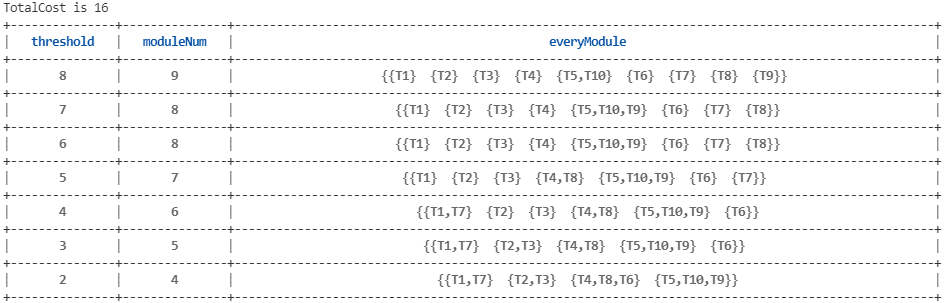 TotalCost is 16
threshold moduleNum everyModule
8 9 {{T1} {T2} {T3} {T4} {T5,T10} {T6} {T7} {T8} {T9}}
7 8 {{T1} {T2} {T3} {T4} {T5,T10,T9} {T6} {T7} {T8}}
6 8 {{T1} {T2} {T3} {T4} {T5,T10,T9} {T6} {T7} {T8}}
5 7 {{T1} {T2} {T3} {T4,T8} {T5,T10,T9} {T6} {T7}}
4 6 {{T1,T7} {T2} {T3} {T4,T8} {T5,T10,T9} {T6}}
3 5 {{T1,T7} {T2,T3} {T4,T8} {T5,T10,T9} {T6}}
2 4 {{T1,T7} {T2,T3} {T4,T8,T6} {T5,T10,T9}}